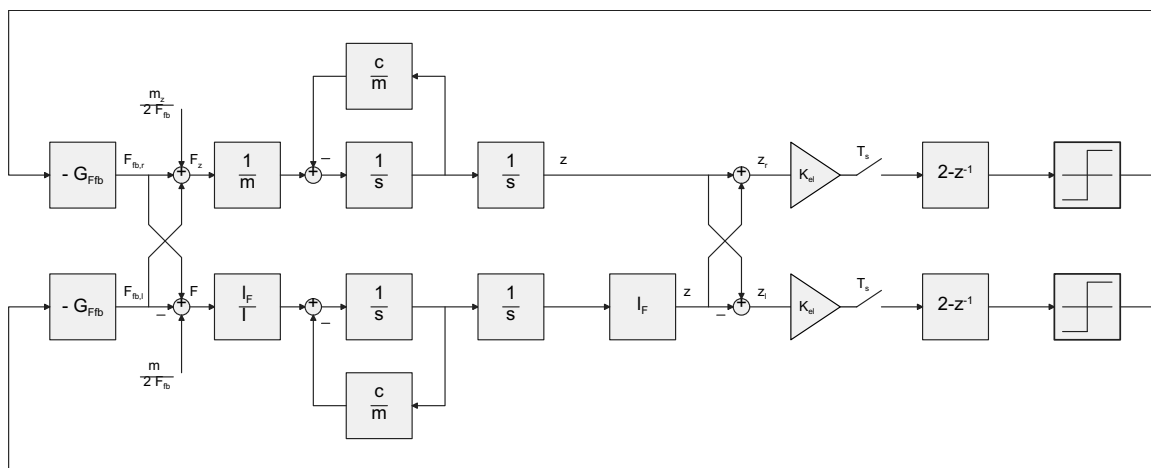 c
m
m_z
2 F_fb
- G_Ffb
F_fb,r
F_z
1
m
−
1
s
1
s
z
z_r
K_el
T_s
2-z⁻¹
- G_Ffb
F_fb,l
F
−
l_F
I
−
1
s
1
s
l_F
z
−
z_l
K_el
T_s
2-z⁻¹
m
2 F_fb
c
m